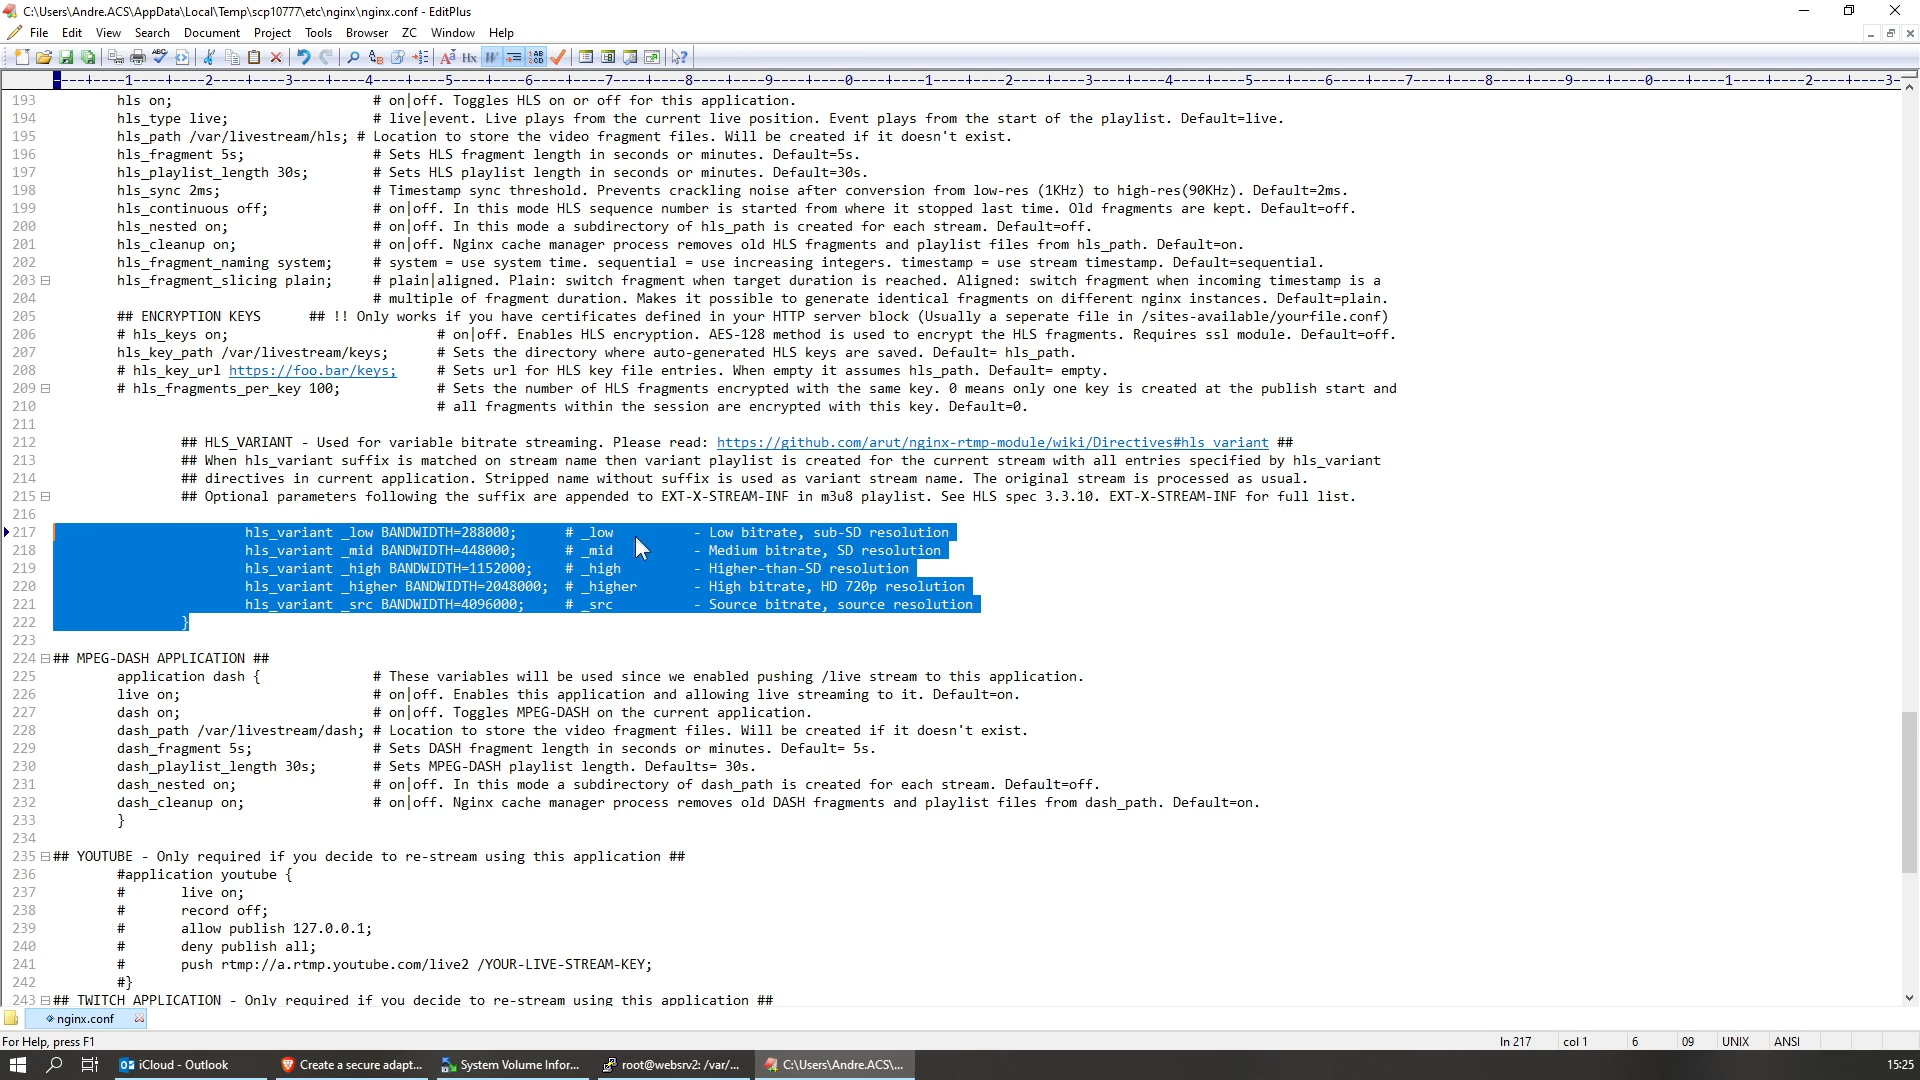 C:\Users\Andre.ACS\AppData\Local\Temp\scp10777\etc\nginx\nginx.conf - EditPlus
File Edit View Search Document Project Tools Browser ZC Window Help
----+----1----+----2----+----3----+----4----+----5----+----6----+----7----+----8----+----9----+----0----+----1----+----2----+----3----+----4----+----5----+----6----+----7----+----8----+----9----+----0----+----1----+----2----+----3-
193 hls on; # on|off. Toggles HLS on or off for this application.
194 hls_type live; # live|event. Live plays from the current live position. Event plays from the start of the playlist. Default=live.
195 hls_path /var/livestream/hls; # Location to store the video fragment files. Will be created if it doesn't exist.
196 hls_fragment 5s; # Sets HLS fragment length in seconds or minutes. Default=5s.
197 hls_playlist_length 30s; # Sets HLS playlist length in seconds or minutes. Default=30s.
198 hls_sync 2ms; # Timestamp sync threshold. Prevents crackling noise after conversion from low-res (1KHz) to high-res(90KHz). Default=2ms.
199 hls_continuous off; # on|off. In this mode HLS sequence number is started from where it stopped last time. Old fragments are kept. Default=off.
200 hls_nested on; # on|off. In this mode a subdirectory of hls_path is created for each stream. Default=off.
201 hls_cleanup on; # on|off. Nginx cache manager process removes old HLS fragments and playlist files from hls_path. Default=on.
202 hls_fragment_naming system; # system = use system time. sequential = use increasing integers. timestamp = use stream timestamp. Default=sequential.
203 hls_fragment_slicing plain; # plain|aligned. Plain: switch fragment when target duration is reached. Aligned: switch fragment when incoming timestamp is a
204 # multiple of fragment duration. Makes it possible to generate identical fragments on different nginx instances. Default=plain.
205 ## ENCRYPTION KEYS ## !! Only works if you have certificates defined in your HTTP server block (Usually a seperate file in /sites-available/yourfile.conf)
206 # hls_keys on; # on|off. Enables HLS encryption. AES-128 method is used to encrypt the HLS fragments. Requires ssl module. Default=off.
207 hls_key_path /var/livestream/keys; # Sets the directory where auto-generated HLS keys are saved. Default= hls_path.
208 # hls_key_url https://foo.bar/keys; # Sets url for HLS key file entries. When empty it assumes hls_path. Default= empty.
209 # hls_fragments_per_key 100; # Sets the number of HLS fragments encrypted with the same key. 0 means only one key is created at the publish start and
210 # all fragments within the session are encrypted with this key. Default=0.
211
212 ## HLS_VARIANT - Used for variable bitrate streaming. Please read: https://github.com/arut/nginx-rtmp-module/wiki/Directives#hls_variant ##
213 ## When hls_variant suffix is matched on stream name then variant playlist is created for the current stream with all entries specified by hls_variant
214 ## directives in current application. Stripped name without suffix is used as variant stream name. The original stream is processed as usual.
215 ## Optional parameters following the suffix are appended to EXT-X-STREAM-INF in m3u8 playlist. See HLS spec 3.3.10. EXT-X-STREAM-INF for full list.
216
217 hls_variant _low BANDWIDTH=288000; # _low - Low bitrate, sub-SD resolution
218 hls_variant _mid BANDWIDTH=448000; # _mid - Medium bitrate, SD resolution
219 hls_variant _high BANDWIDTH=1152000; # _high - Higher-than-SD resolution
220 hls_variant _higher BANDWIDTH=2048000; # _higher - High bitrate, HD 720p resolution
221 hls_variant _src BANDWIDTH=4096000; # _src - Source bitrate, source resolution
222 }
223
224 ## MPEG-DASH APPLICATION ##
225 application dash { # These variables will be used since we enabled pushing /live stream to this application.
226 live on; # on|off. Enables this application and allowing live streaming to it. Default=on.
227 dash on; # on|off. Toggles MPEG-DASH on the current application.
228 dash_path /var/livestream/dash; # Location to store the video fragment files. Will be created if it doesn't exist.
229 dash_fragment 5s; # Sets DASH fragment length in seconds or minutes. Default= 5s.
230 dash_playlist_length 30s; # Sets MPEG-DASH playlist length. Defaults= 30s.
231 dash_nested on; # on|off. In this mode a subdirectory of dash_path is created for each stream. Default=off.
232 dash_cleanup on; # on|off. Nginx cache manager process removes old DASH fragments and playlist files from dash_path. Default=on.
233 }
234
235 ## YOUTUBE - Only required if you decide to re-stream using this application ##
236 #application youtube {
237 # live on;
238 # record off;
239 # allow publish 127.0.0.1;
240 # deny publish all;
241 # push rtmp://a.rtmp.youtube.com/live2 /YOUR-LIVE-STREAM-KEY;
242 #}
243 ## TWITCH APPLICATION - Only required if you decide to re-stream using this application ##
nginx.conf
For Help, press F1 ln 217 col 1 6 09 UNIX ANSI
iCloud - Outlook Create a secure adapt... System Volume Infor... root@websrv2: /var/... C:\Users\Andre.ACS\... 15:25